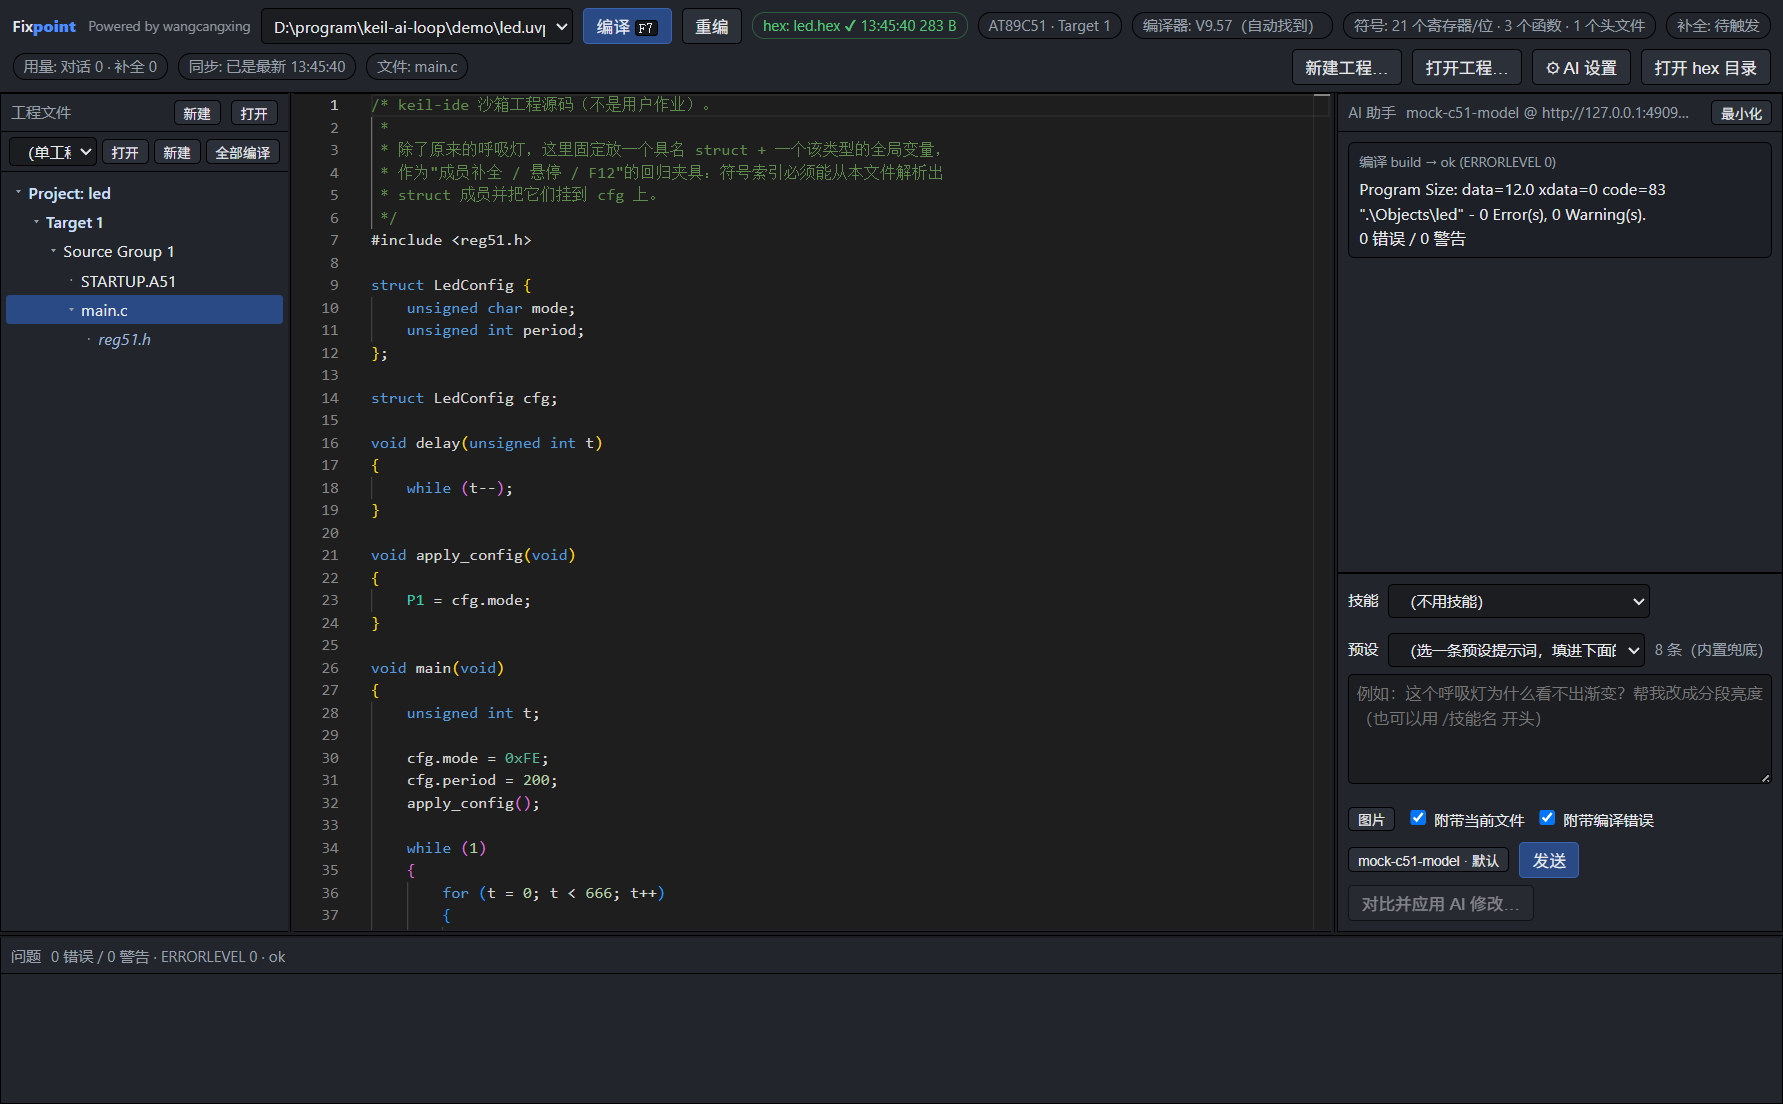 Fixpoint Powered by wangcangxing D:\program\keil-ai-loop\demo\led.uvp 编译 F7 重编 hex: led.hex ✓ 13:45:40 283 B AT89C51 · Target 1 编译器: V9.57（自动找到） 符号: 21 个寄存器/位 · 3 个函数 · 1 个头文件 补全: 待触发
用量: 对话 0 · 补全 0 同步: 已是最新 13:45:40 文件: main.c 新建工程… 打开工程… ⚙ AI 设置 打开 hex 目录
工程文件 新建 打开
(单工程 打开 新建 全部编译
Project: led
Target 1
Source Group 1
STARTUP.A51
main.c
reg51.h
1 /* keil-ide 沙箱工程源码（不是用户作业）。
2 *
3 * 除了原来的呼吸灯，这里固定放一个具名 struct + 一个该类型的全局变量，
4 * 作为"成员补全 / 悬停 / F12"的回归夹具：符号索引必须能从本文件解析出
5 * struct 成员并把它们挂到 cfg 上。
6 */
7 #include <reg51.h>
8
9 struct LedConfig {
10 unsigned char mode;
11 unsigned int period;
12 };
13
14 struct LedConfig cfg;
15
16 void delay(unsigned int t)
17 {
18 while (t--);
19 }
20
21 void apply_config(void)
22 {
23 P1 = cfg.mode;
24 }
25
26 void main(void)
27 {
28 unsigned int t;
29
30 cfg.mode = 0xFE;
31 cfg.period = 200;
32 apply_config();
33
34 while (1)
35 {
36 for (t = 0; t < 666; t++)
37 {
AI 助手 mock-c51-model @ http://127.0.0.1:4909... 最小化
编译 build → ok (ERRORLEVEL 0)
Program Size: data=12.0 xdata=0 code=83
".\Objects\led" - 0 Error(s), 0 Warning(s).
0 错误 / 0 警告
技能 (不用技能)
预设 (选一条预设提示词，填进下面的 8 条（内置兜底）
例如：这个呼吸灯为什么看不出渐变？帮我改成分段亮度
（也可以用 /技能名 开头）
图片 附带当前文件 附带编译错误
mock-c51-model · 默认 发送
对比并应用 AI 修改…
问题 0 错误 / 0 警告 · ERRORLEVEL 0 · ok